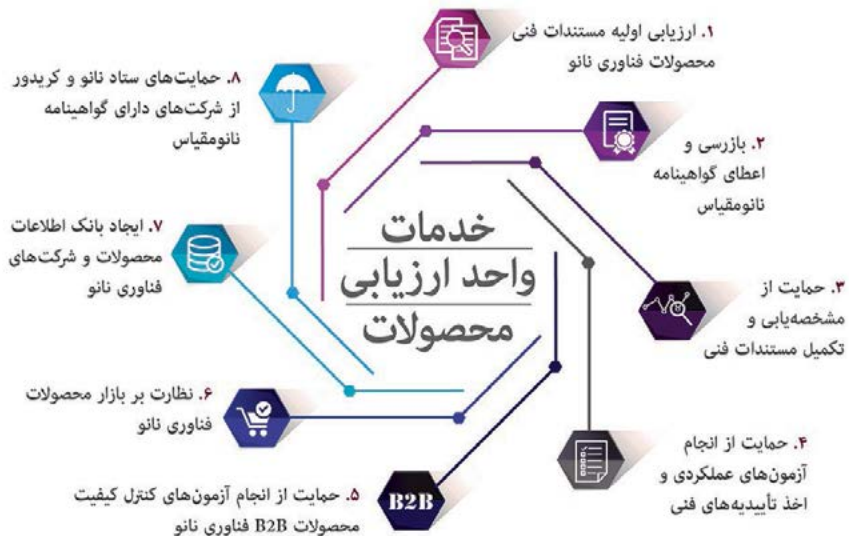 خدمات
واحد ارزیابی
محصولات
۱. ارزیابی اولیه مستندات فنی
محصولات فناوری نانو
۲. بازرسی و
اعطای گواهینامه
نانومقیاس
۳. حمایت از
مشخصه‌یابی و
تکمیل مستندات فنی
۴. حمایت از انجام
آزمون‌های عملکردی و
اخذ تأییدیه‌های فنی
۵. حمایت از انجام آزمون‌های کنترل کیفیت
محصولات B2B فناوری نانو
B2B
۶. نظارت بر بازار محصولات
فناوری نانو
۷. ایجاد بانک اطلاعات
محصولات و شرکت‌های
فناوری نانو
۸. حمایت‌های ستاد نانو و کریدور
از شرکت‌های دارای گواهینامه
نانومقیاس